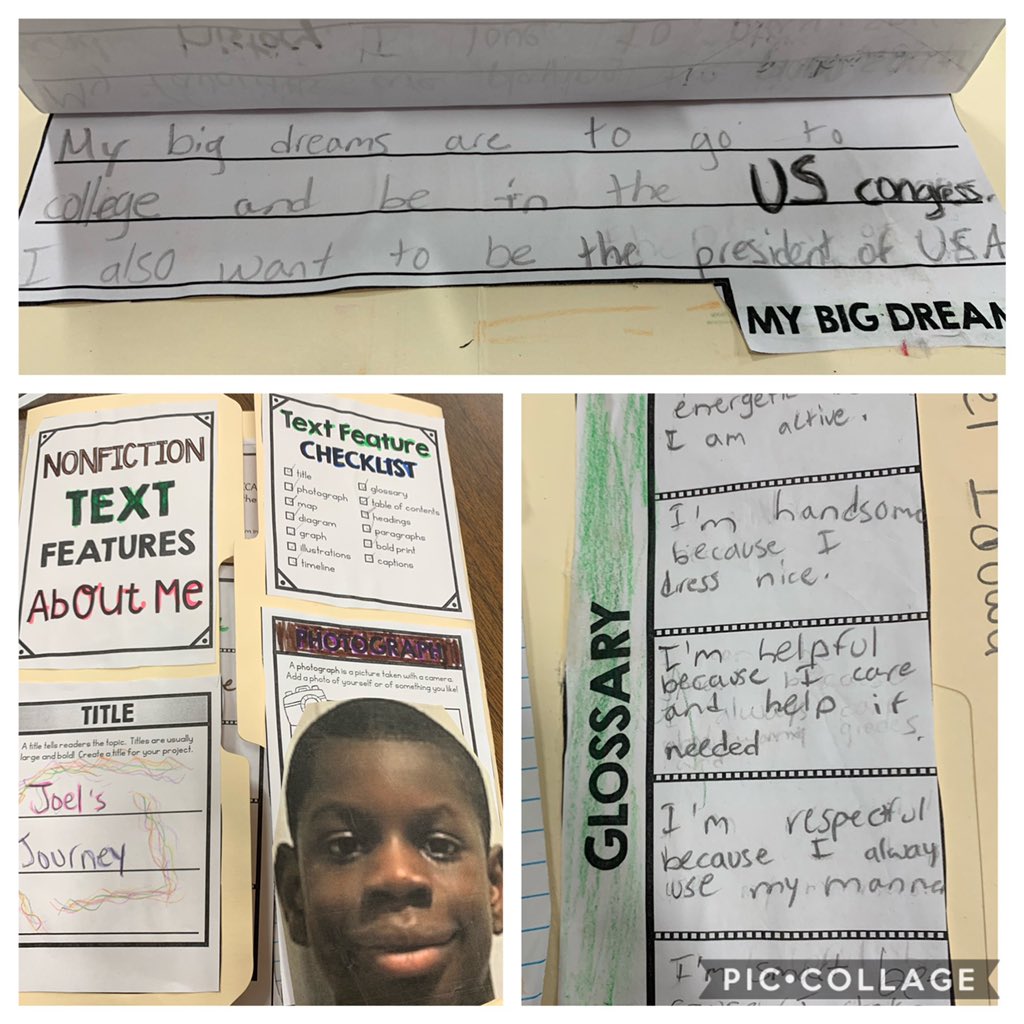 My big dreams are to go to
college and be in the US congress.
I also want to be the president of USA
MY BIG DREAM
NONFICTION
TEXT
FEATURES
AbOUt Me
Text Feature
CHECKLIST
title
photograph
map
diagram
graph
illustrations
timeline
glossary
table of contents
headings
paragraphs
bold print
captions
PHOTOGRAPH
A photograph is a picture taken with a camera.
Add a photo of yourself or of something you like!
TITLE
A title tells readers the topic. Titles are usually
large and bold! Create a title for your project.
Joel's
Journey
GLOSSARY
I am active.
I'm handsome
because I
dress nice.
I'm helpful
because I care
and help if
needed
I'm respectful
because I alway
use my manne
I'm smart
PIC•COLLAGE